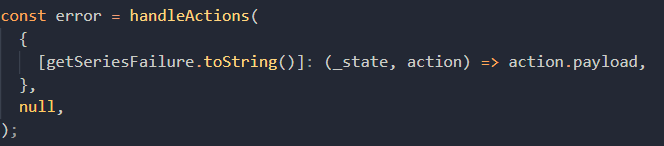 const error = handleActions(
  {
    [getSeriesFailure.toString()]: (_state, action) => action.payload,
  },
  null,
);